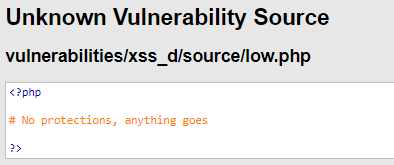 Unknown Vulnerability Source
vulnerabilities/xss_d/source/low.php
<?php
# No protections, anything goes
?>